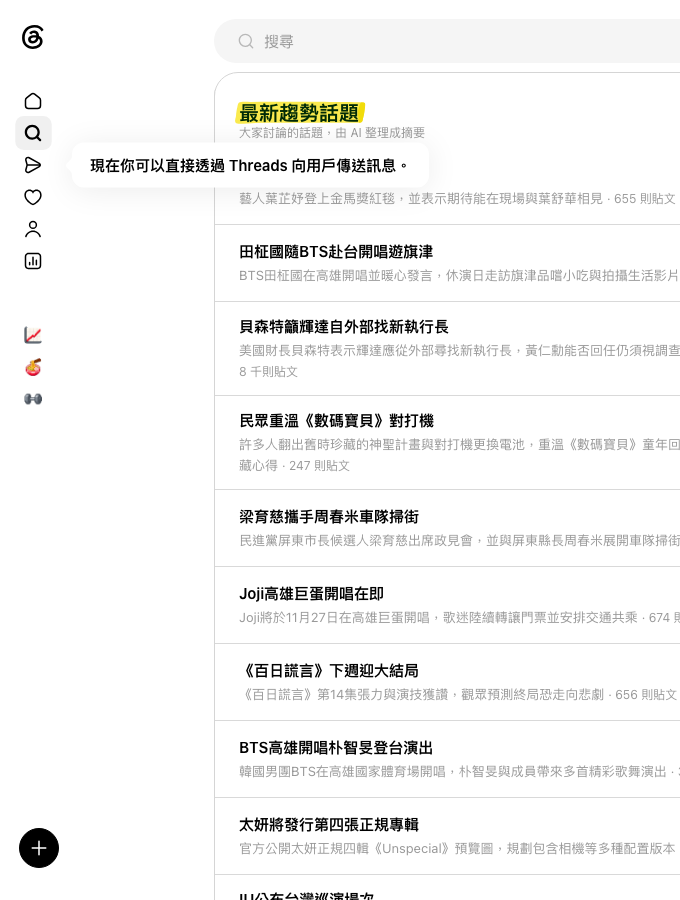 搜尋
最新趨勢話題
大家討論的話題，由 AI 整理成摘要
現在你可以直接透過 Threads 向用戶傳送訊息。
藝人葉芷妤登上金馬獎紅毯，並表示期待能在現場與葉舒華相見 · 655 則貼文
田柾國隨BTS赴台開唱遊旗津
BTS田柾國在高雄開唱並暖心發言，休演日走訪旗津品嚐小吃與拍攝生活影片
貝森特籲輝達自外部找新執行長
美國財長貝森特表示輝達應從外部尋找新執行長，黃仁勳能否回任仍須視調查
8 千則貼文
民眾重溫《數碼寶貝》對打機
許多人翻出舊時珍藏的神聖計畫與對打機更換電池，重溫《數碼寶貝》童年回
藏心得 · 247 則貼文
梁育慈攜手周春米車隊掃街
民進黨屏東市長候選人梁育慈出席政見會，並與屏東縣長周春米展開車隊掃街
Joji高雄巨蛋開唱在即
Joji將於11月27日在高雄巨蛋開唱，歌迷陸續轉讓門票並安排交通共乘 · 674 則
《百日謊言》下週迎大結局
《百日謊言》第14集張力與演技獲讚，觀眾預測終局恐走向悲劇 · 656 則貼文
BTS高雄開唱朴智旻登台演出
韓國男團BTS在高雄國家體育場開唱，朴智旻與成員帶來多首精彩歌舞演出 ·
太妍將發行第四張正規專輯
官方公開太妍正規四輯《Unspecial》預覽圖，規劃包含相機等多種配置版本
IU公布台灣巡演場次